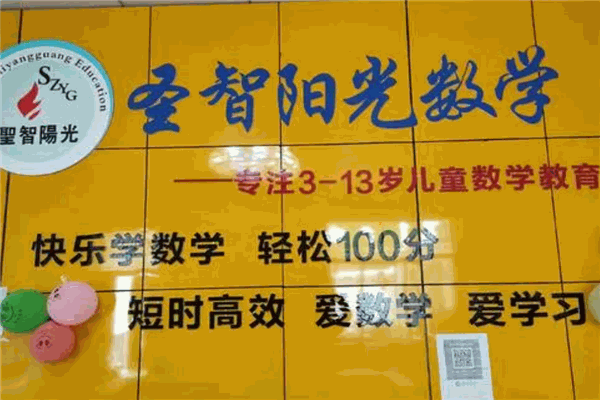 iyangguang Education
SZYG
聖智陽光
圣智阳光数学
——专注3-13岁儿童数学教育
快乐学数学 轻松100分
短时高效 爱数学 爱学习